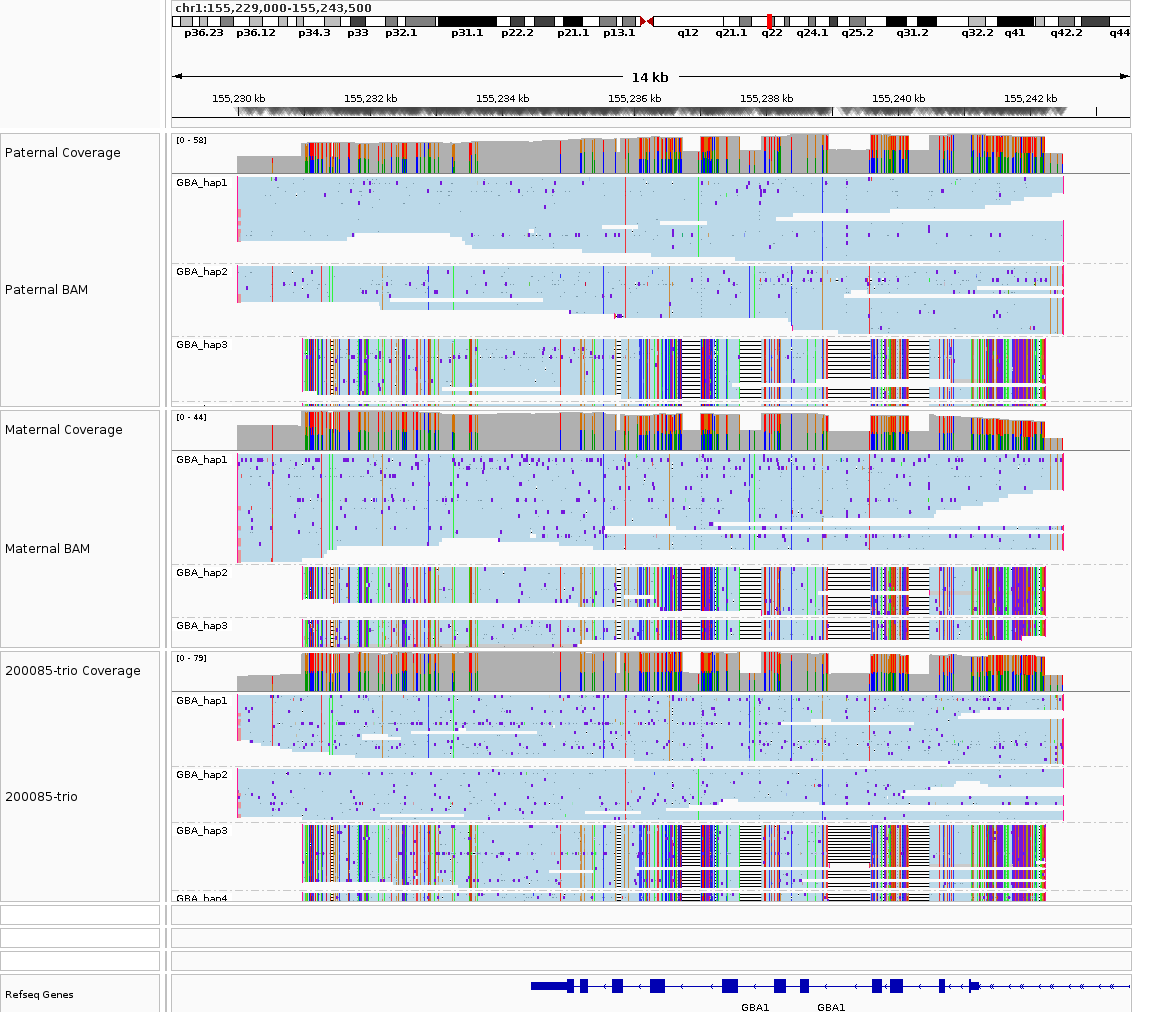 chr1:155,229,000-155,243,500
p36.23 p36.12 p34.3 p33 p32.1 p31.1 p22.2 p21.1 p13.1 q12 q21.1 q22 q24.1 q25.2 q31.2 q32.2 q41 q42.2 q44
14 kb
155,230 kb 155,232 kb 155,234 kb 155,236 kb 155,238 kb 155,240 kb 155,242 kb
Paternal Coverage
[0 - 58]
GBA_hap1
Paternal BAM
GBA_hap2
GBA_hap3
Maternal Coverage
[0 - 44]
GBA_hap1
Maternal BAM
GBA_hap2
GBA_hap3
200085-trio Coverage
[0 - 79]
GBA_hap1
200085-trio
GBA_hap2
GBA_hap3
GBA_hap4
Refseq Genes
GBA1 GBA1